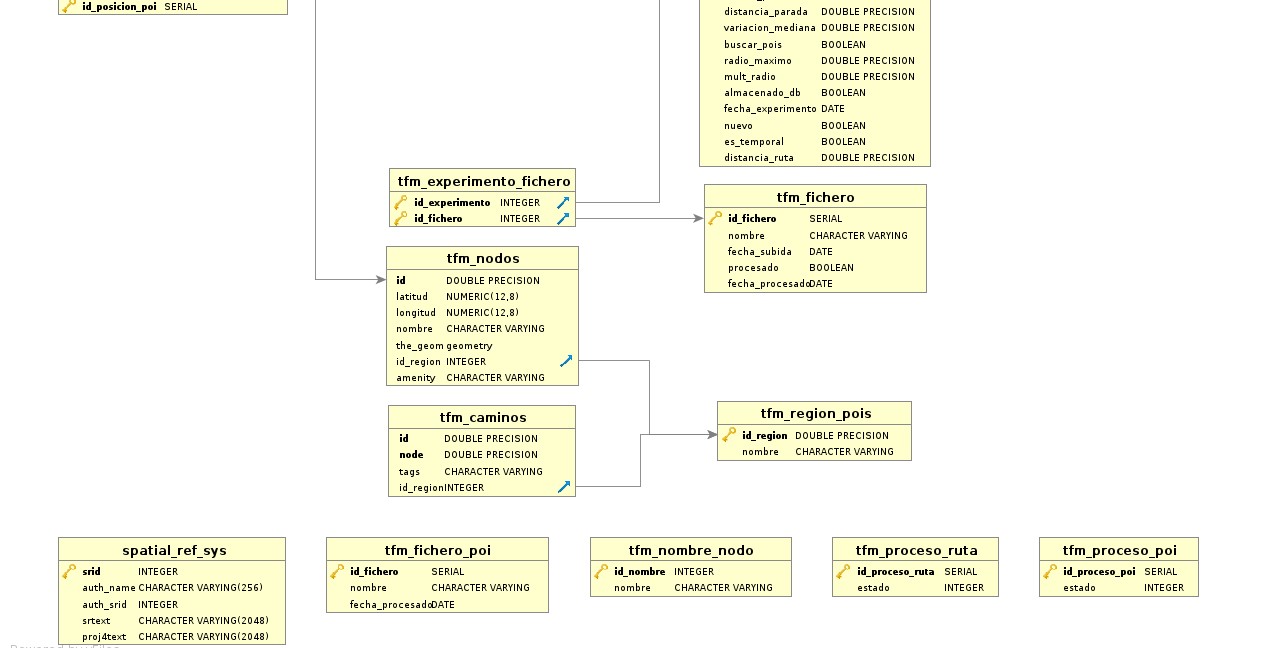 id_posicion_poi SERIAL
distancia_parada DOUBLE PRECISION
variacion_mediana DOUBLE PRECISION
buscar_pois BOOLEAN
radio_maximo DOUBLE PRECISION
mult_radio DOUBLE PRECISION
almacenado_db BOOLEAN
fecha_experimento DATE
nuevo BOOLEAN
es_temporal BOOLEAN
distancia_ruta DOUBLE PRECISION
tfm_experimento_fichero
id_experimento INTEGER
id_fichero INTEGER
tfm_fichero
id_fichero SERIAL
nombre CHARACTER VARYING
fecha_subida DATE
procesado BOOLEAN
fecha_procesado DATE
tfm_nodos
id DOUBLE PRECISION
latitud NUMERIC(12,8)
longitud NUMERIC(12,8)
nombre CHARACTER VARYING
the_geom geometry
id_region INTEGER
amenity CHARACTER VARYING
tfm_caminos
id DOUBLE PRECISION
node DOUBLE PRECISION
tags CHARACTER VARYING
id_region INTEGER
tfm_region_pois
id_region DOUBLE PRECISION
nombre CHARACTER VARYING
spatial_ref_sys
srid INTEGER
auth_name CHARACTER VARYING(256)
auth_srid INTEGER
srtext CHARACTER VARYING(2048)
proj4text CHARACTER VARYING(2048)
tfm_fichero_poi
id_fichero SERIAL
nombre CHARACTER VARYING
fecha_procesado DATE
tfm_nombre_nodo
id_nombre INTEGER
nombre CHARACTER VARYING
tfm_proceso_ruta
id_proceso_ruta SERIAL
estado INTEGER
tfm_proceso_poi
id_proceso_poi SERIAL
estado INTEGER
Powered by yFiles